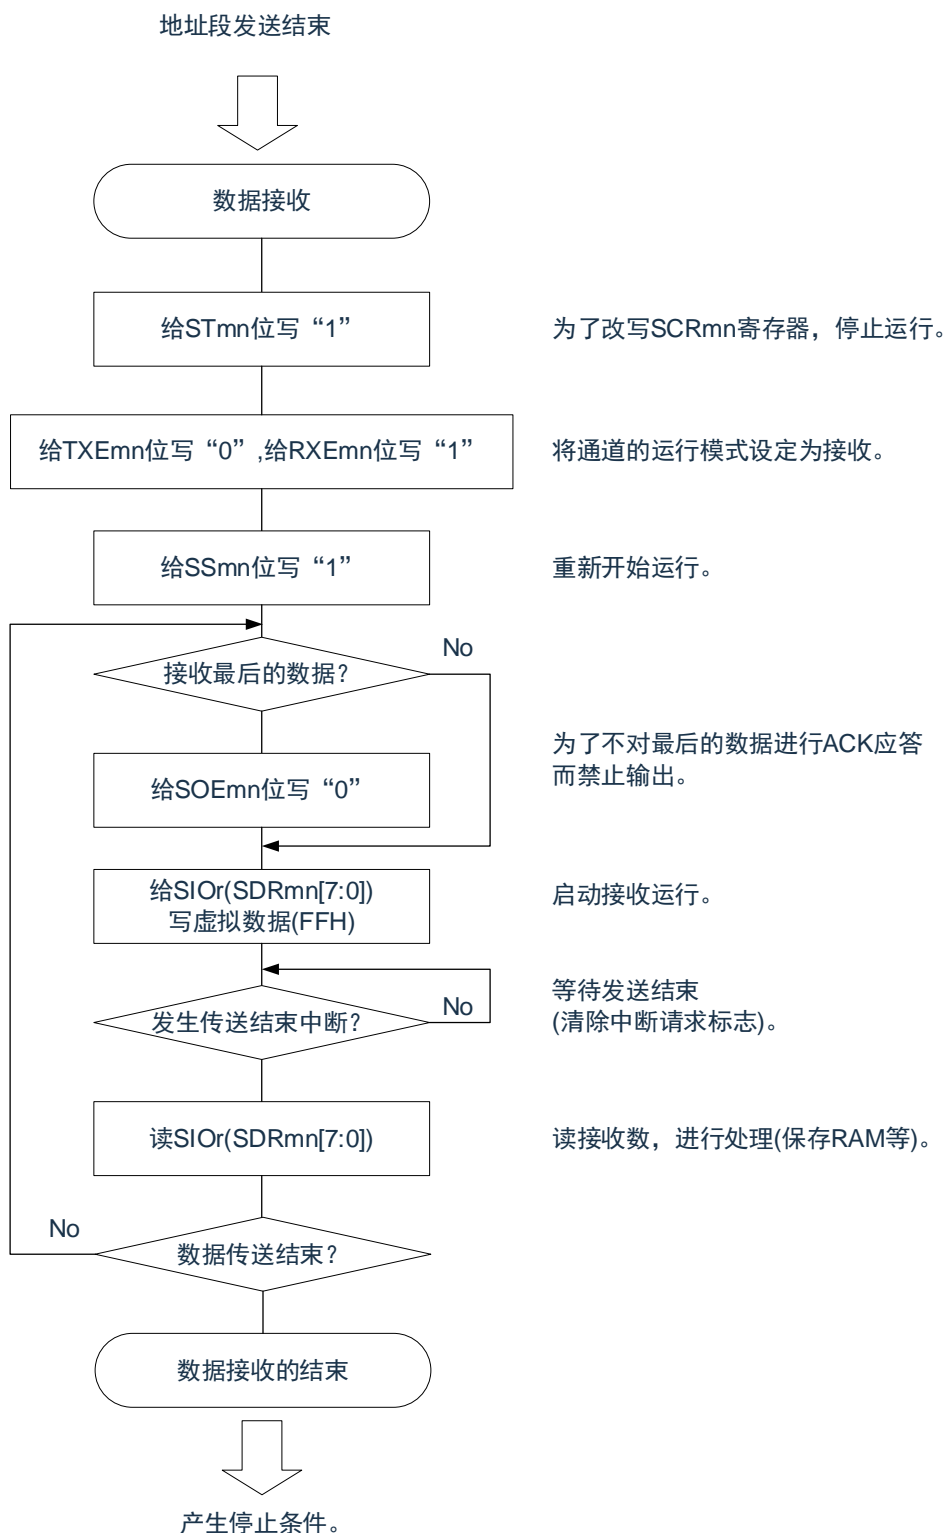 地址段发送结束
数据接收
给STmn位写“1”
为了改写SCRmn寄存器，停止运行。
给TXEmn位写“0”,给RXEmn位写“1”
将通道的运行模式设定为接收。
给SSmn位写“1”
重新开始运行。
No
接收最后的数据？
为了不对最后的数据进行ACK应答
而禁止输出。
给SOEmn位写“0”
给SIOr(SDRmn[7:0])
写虚拟数据(FFH)
启动接收运行。
等待发送结束
(清除中断请求标志)。
No
发生传送结束中断？
读SIOr(SDRmn[7:0])
读接收数，进行处理(保存RAM等)。
No
数据传送结束？
数据接收的结束
产生停止条件。